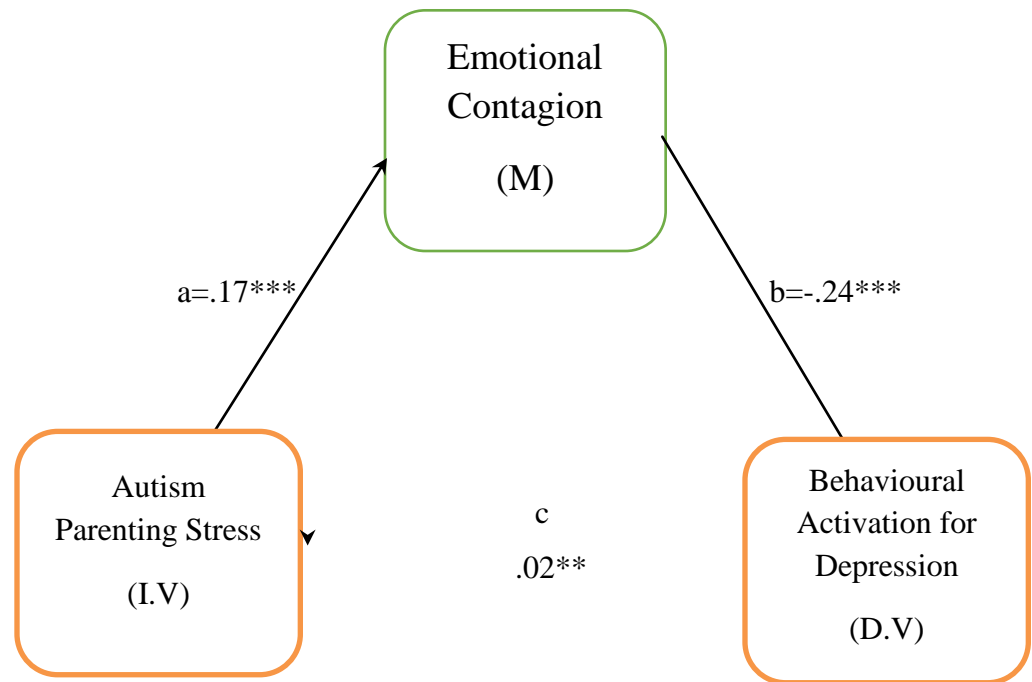 Emotional
Contagion
(M)
a=.17***
b=-.24***
Autism
Parenting Stress
(I.V)
c
.02**
Behavioural
Activation for
Depression
(D.V)